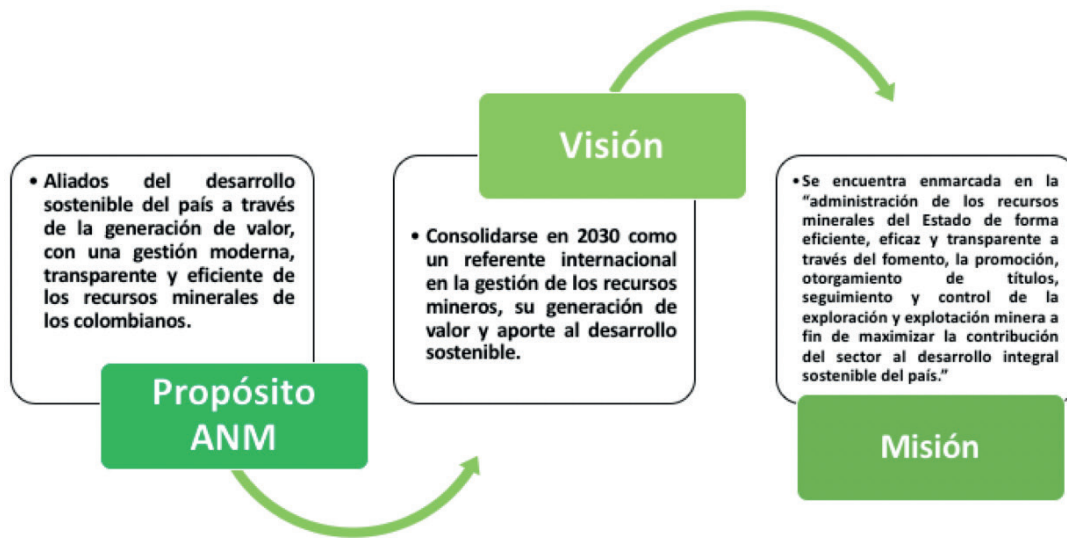 • Aliados del desarrollo
sostenible del país a través
de la generación de valor,
con una gestión moderna,
transparente y eficiente de
los recursos minerales de
los colombianos.
Propósito
ANM
Visión
• Consolidarse en 2030 como
un referente internacional
en la gestión de los recursos
mineros, su generación de
valor y aporte al desarrollo
sostenible.
• Se encuentra enmarcada en la
“administración de los recursos
minerales del Estado de forma
eficiente, eficaz y transparente a
través del fomento, la promoción,
otorgamiento de títulos,
seguimiento y control de la
exploración y explotación minera a
fin de maximizar la contribución
del sector al desarrollo integral
sostenible del país.”
Misión